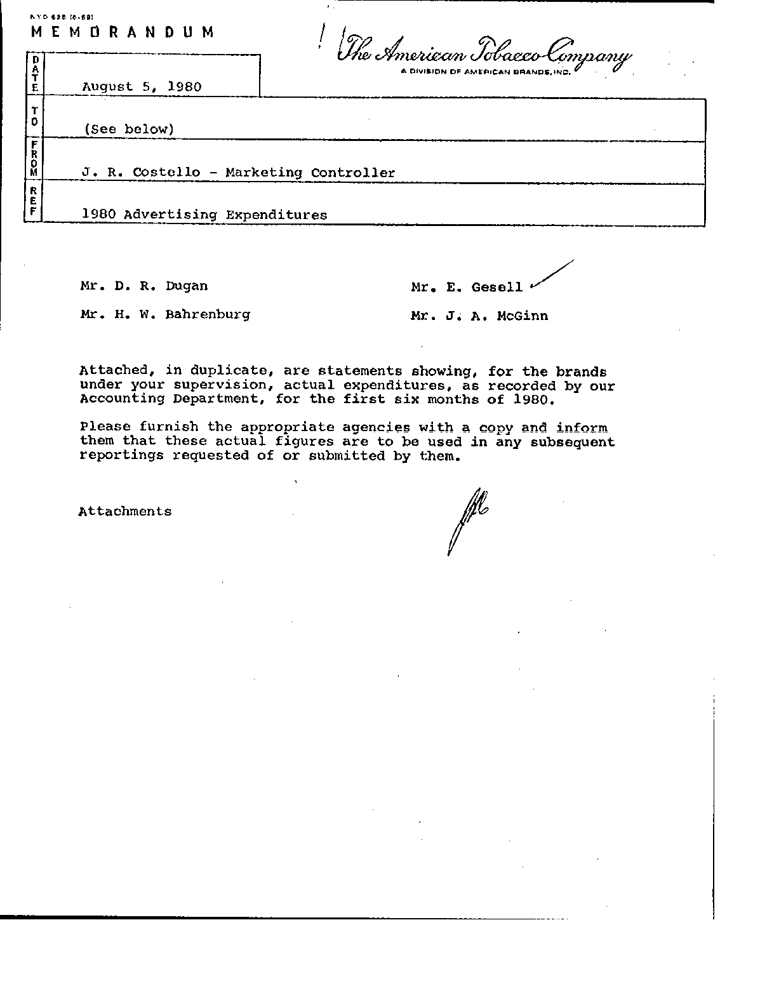 NYO 628 (6-69)
MEMORANDUM
The American Tobacco Company
A DIVISION OF AMERICAN BRANDS, INC.
DATE
August 5, 1980
TO
(See below)
FROM
J. R. Costello - Marketing Controller
REF
1980 Advertising Expenditures
Mr. D. R. Dugan Mr. E. Gesell
Mr. H. W. Bahrenburg Mr. J. A. McGinn
Attached, in duplicate, are statements showing, for the brands
under your supervision, actual expenditures, as recorded by our
Accounting Department, for the first six months of 1980.
Please furnish the appropriate agencies with a copy and inform
them that these actual figures are to be used in any subsequent
reportings requested of or submitted by them.
Attachments